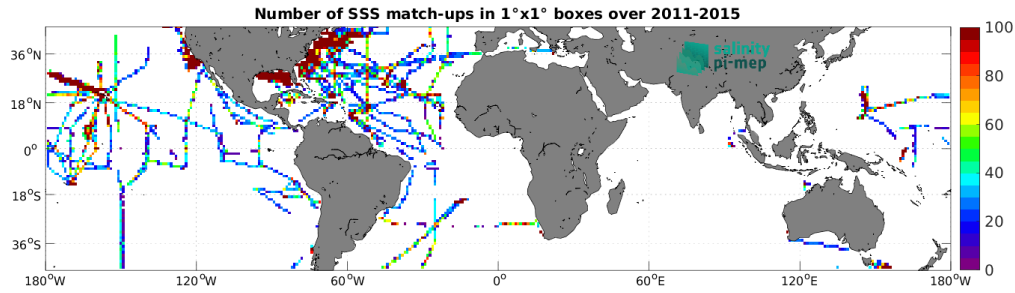 Number of SSS match-ups in 1°x1° boxes over 2011-2015
salinity
pi-mep
36°N
18°N
0°
18°S
36°S
180°W
120°W
60°W
0°
60°E
120°E
180°W
100
80
60
40
20
0